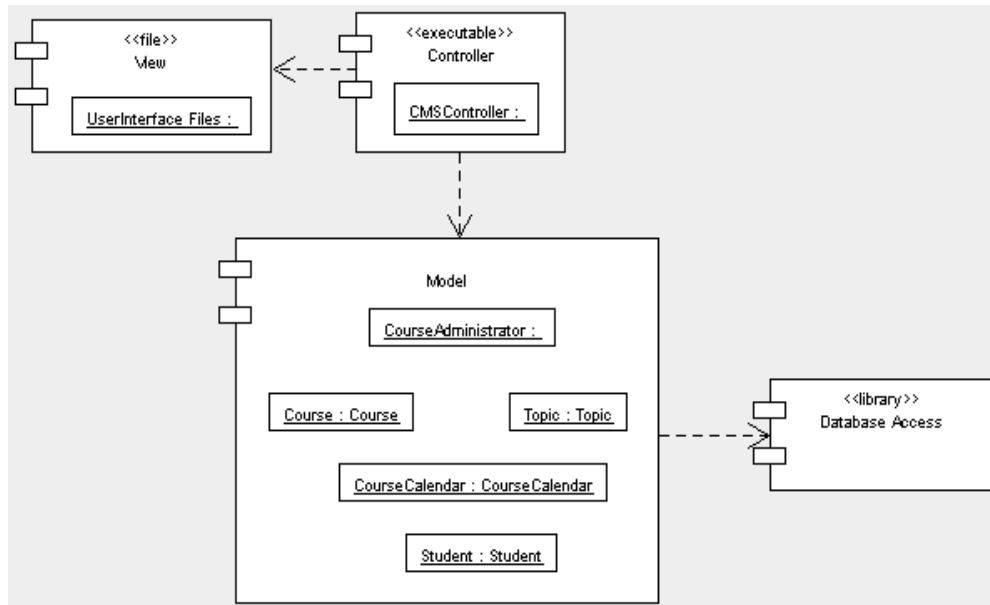 <<file>>
View
UserInterface Files :
<<executable>>
Controller
CMSController :
Model
CourseAdministrator :
Course : Course
Topic : Topic
CourseCalendar : CourseCalendar
Student : Student
<<library>>
Database Access